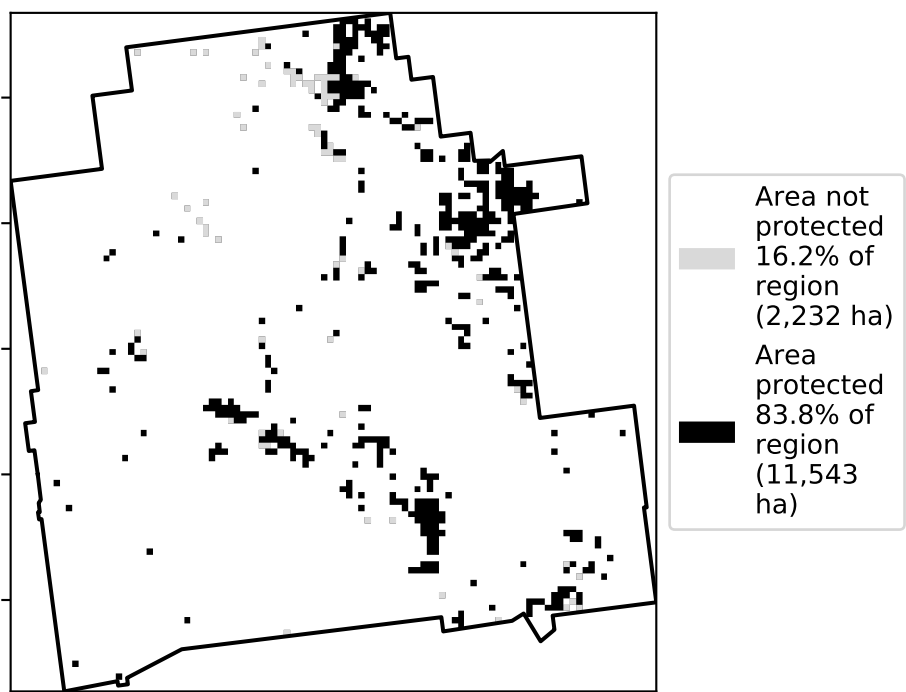 Area not
protected
16.2% of
region
(2,232 ha)
Area
protected
83.8% of
region
(11,543
ha)